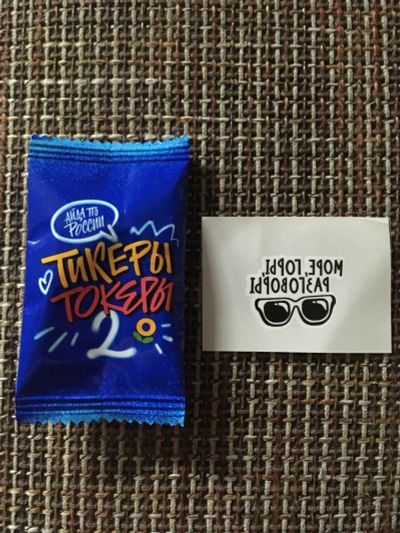 АЙДА ПО
РОССИИ
ТИКЕРЫ
ТОКЕРЫ
2
МОРЕ, ГОРЫ,
РАЗГОВОРЫ